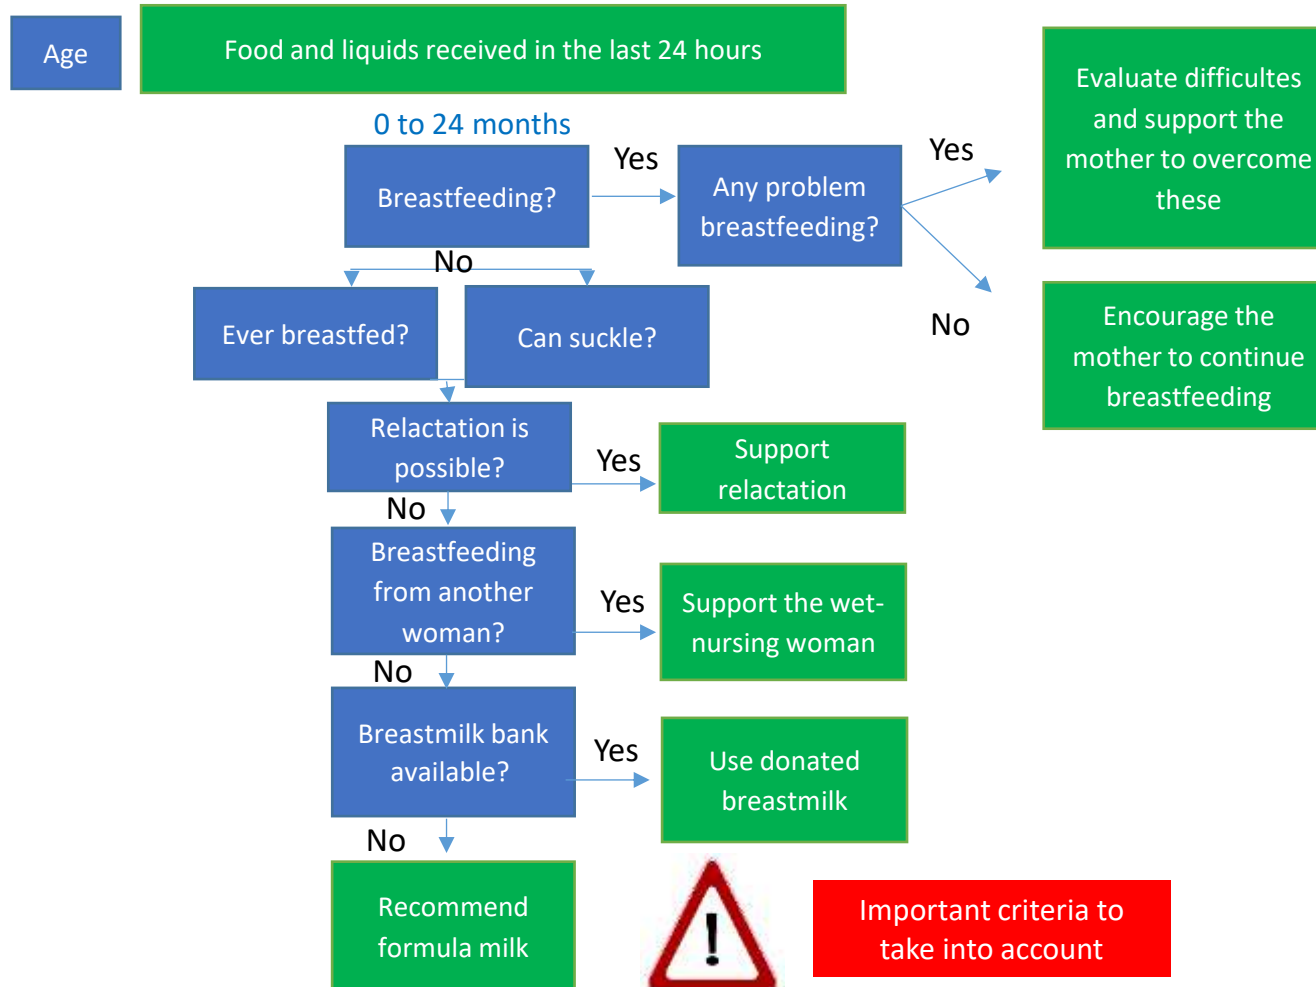 Age
Food and liquids received in the last 24 hours
0 to 24 months
Breastfeeding?
Yes
Any problem
breastfeeding?
Yes
Evaluate difficultes
and support the
mother to overcome
these
No
Encourage the
mother to continue
breastfeeding
No
Ever breastfed?
Can suckle?
Relactation is
possible?
Yes
Support
relactation
No
Breastfeeding
from another
woman?
Yes
Support the wet-
nursing woman
No
Breastmilk bank
available?
Yes
Use donated
breastmilk
No
Recommend
formula milk
!
Important criteria to
take into account